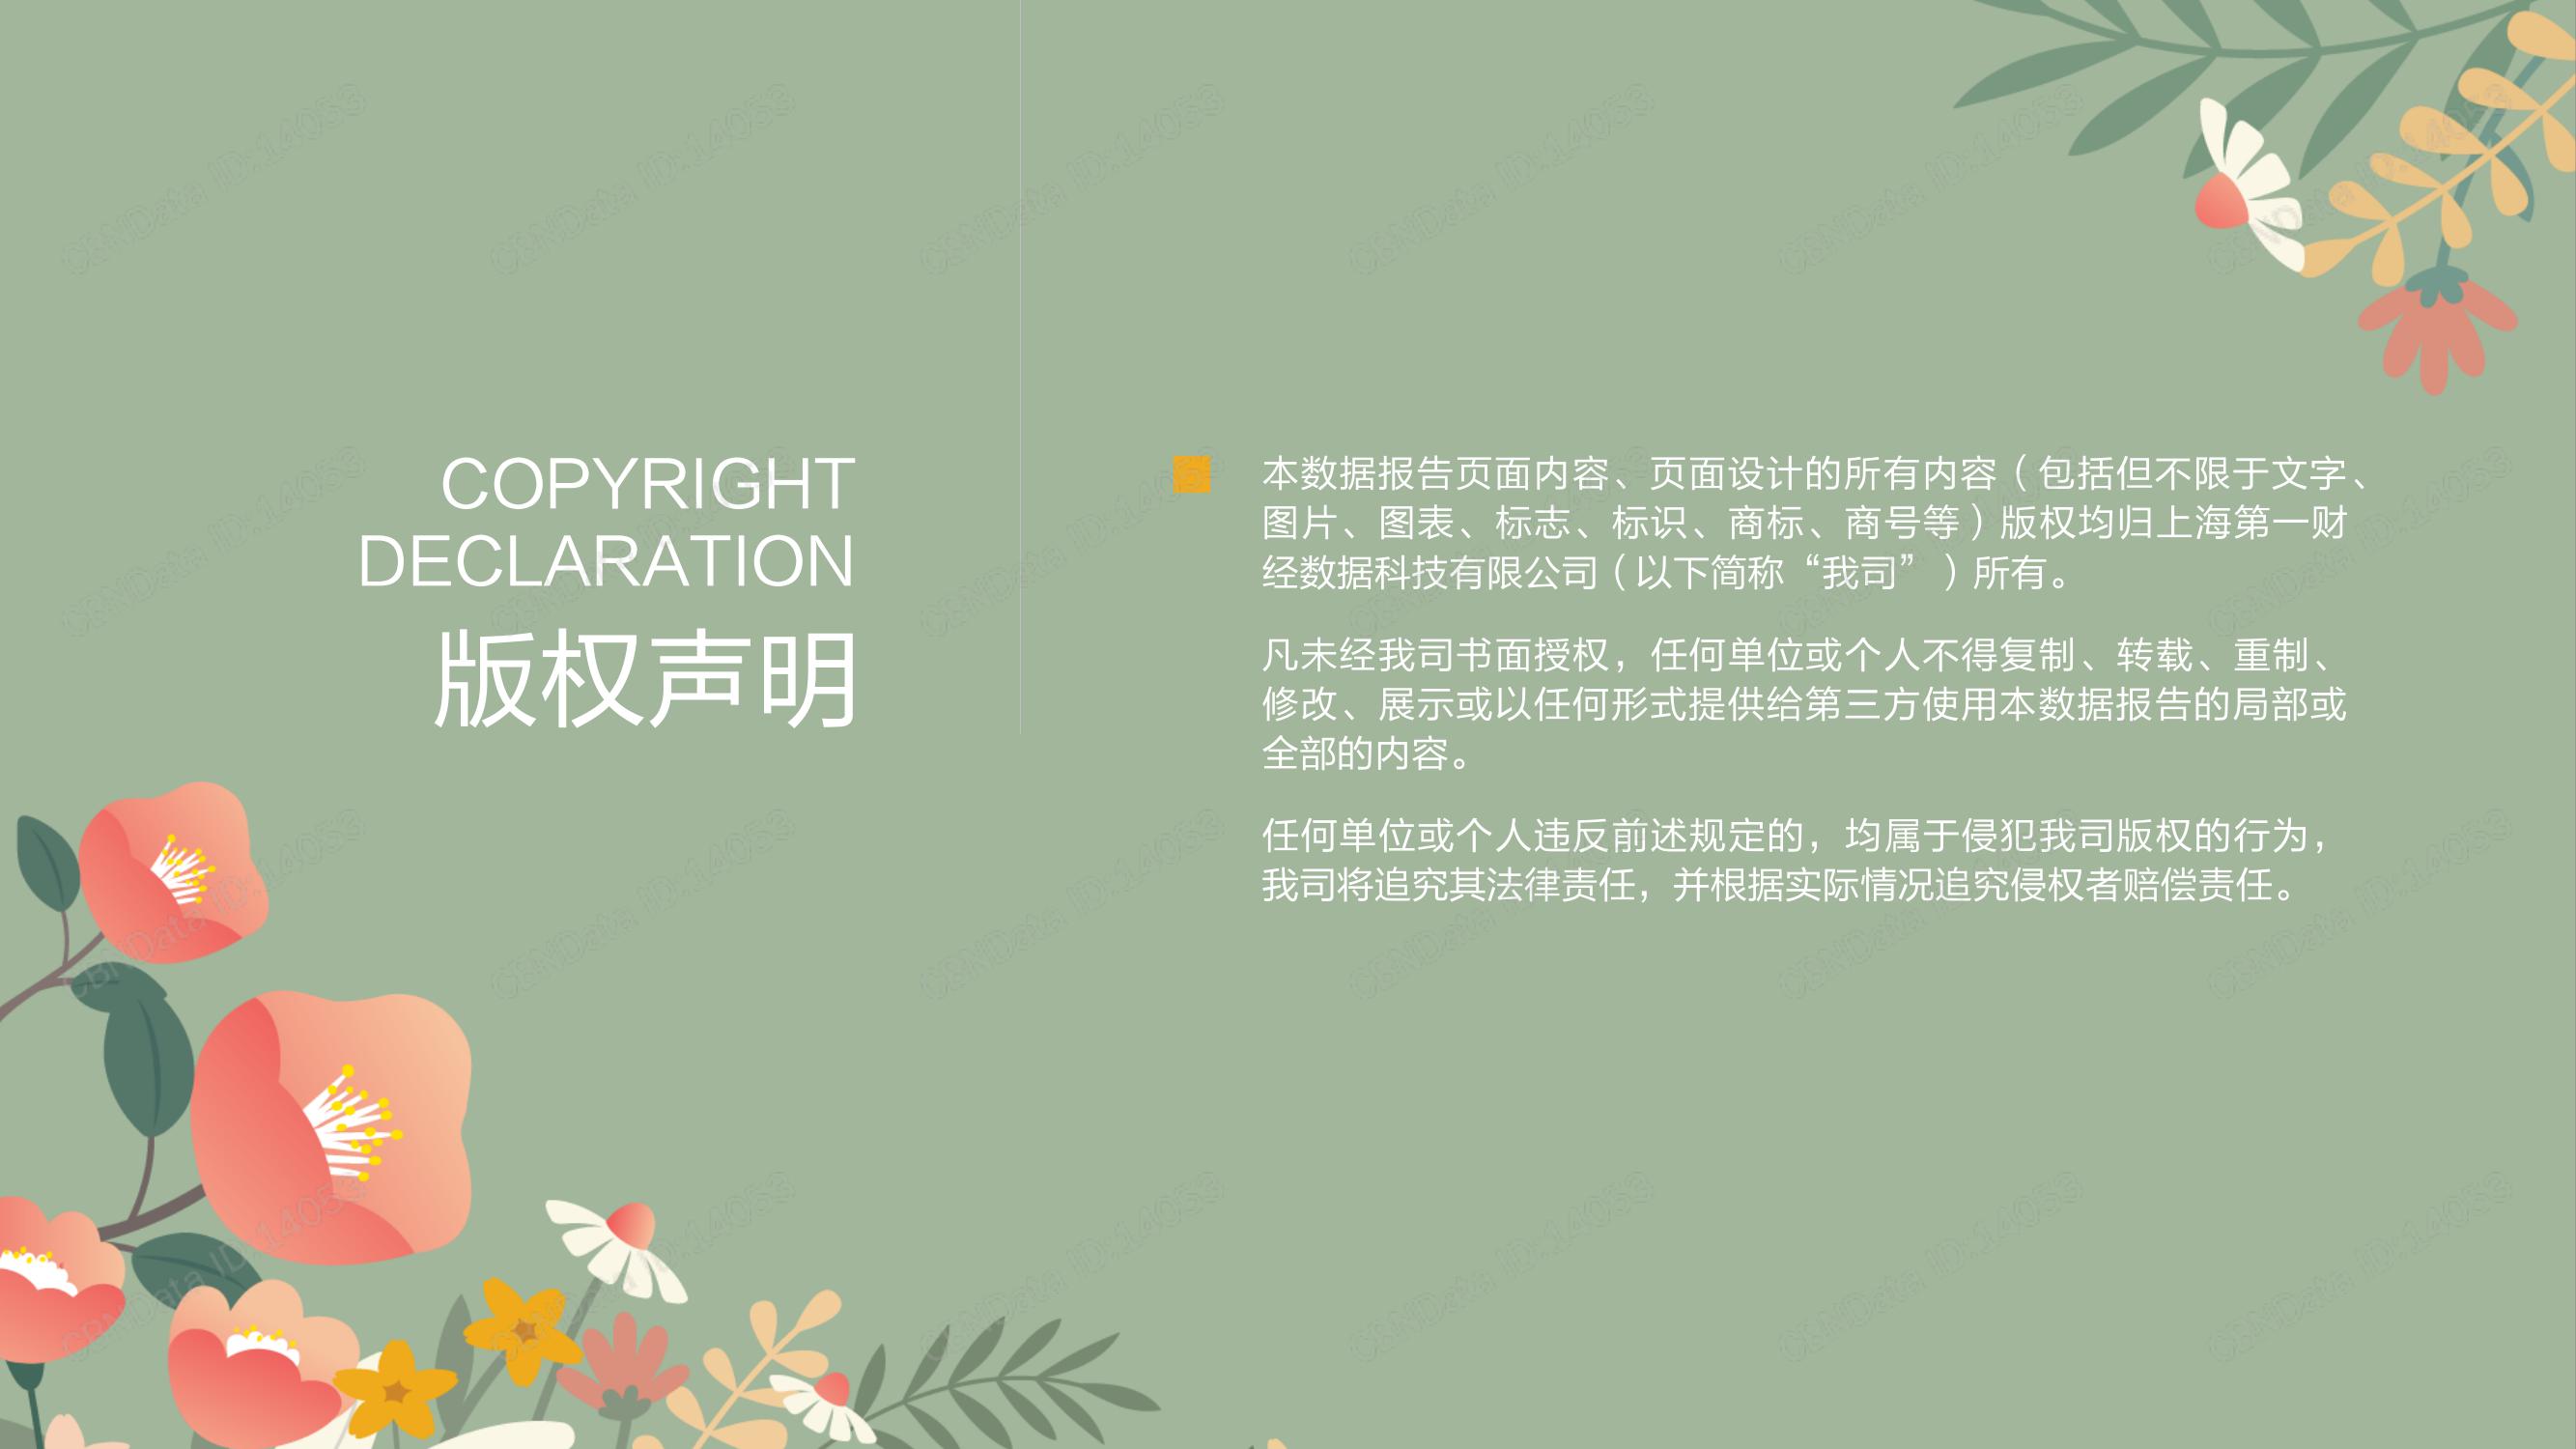 COPYRIGHT
DECLARATION
版权声明
本数据报告页面内容、页面设计的所有内容（包括但不限于文字、
图片、图表、标志、标识、商标、商号等）版权均归上海第一财
经数据科技有限公司（以下简称“我司”）所有。
凡未经我司书面授权，任何单位或个人不得复制、转载、重制、
修改、展示或以任何形式提供给第三方使用本数据报告的局部或
全部的内容。
任何单位或个人违反前述规定的，均属于侵犯我司版权的行为，
我司将追究其法律责任，并根据实际情况追究侵权者赔偿责任。
CBNData ID:14053